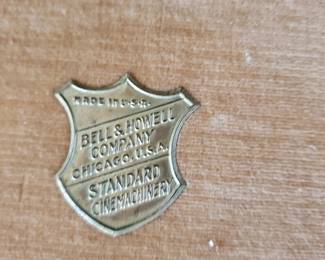 MADE IN U.S.A.
BELL & HOWELL
COMPANY
CHICAGO, U.S.A.
STANDARD
CINEMACHINERY